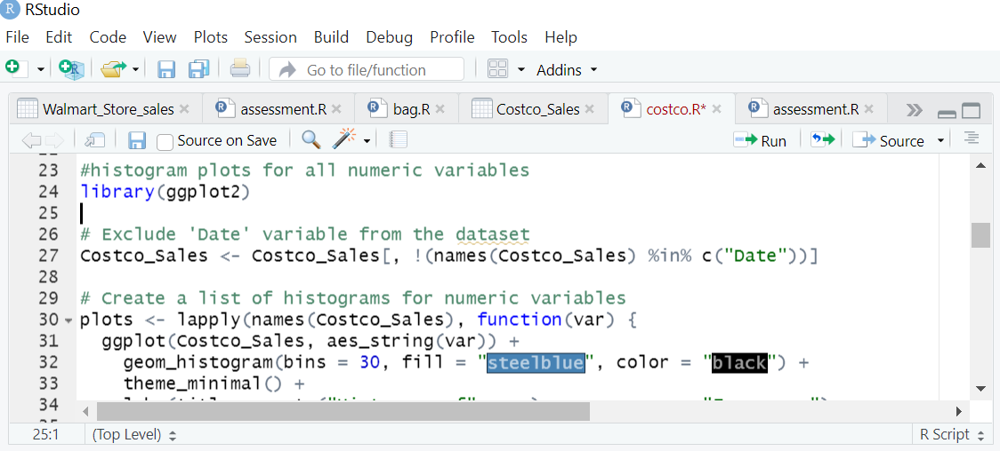 R RStudio
File Edit Code View Plots Session Build Debug Profile Tools Help
Go to file/function Addins
Walmart_Store_sales assessment.R bag.R Costco_Sales costco.R* assessment.R
Source on Save Run Source
23 #histogram plots for all numeric variables
24 library(ggplot2)
25
26 # Exclude 'Date' variable from the dataset
27 Costco_Sales <- Costco_Sales[, !(names(Costco_Sales) %in% c("Date"))]
28
29 # Create a list of histograms for numeric variables
30 plots <- lapply(names(Costco_Sales), function(var) {
31 ggplot(Costco_Sales, aes_string(var)) +
32 geom_histogram(bins = 30, fill = "steelblue", color = "black") +
33 theme_minimal() +
34
25:1 (Top Level) R Script